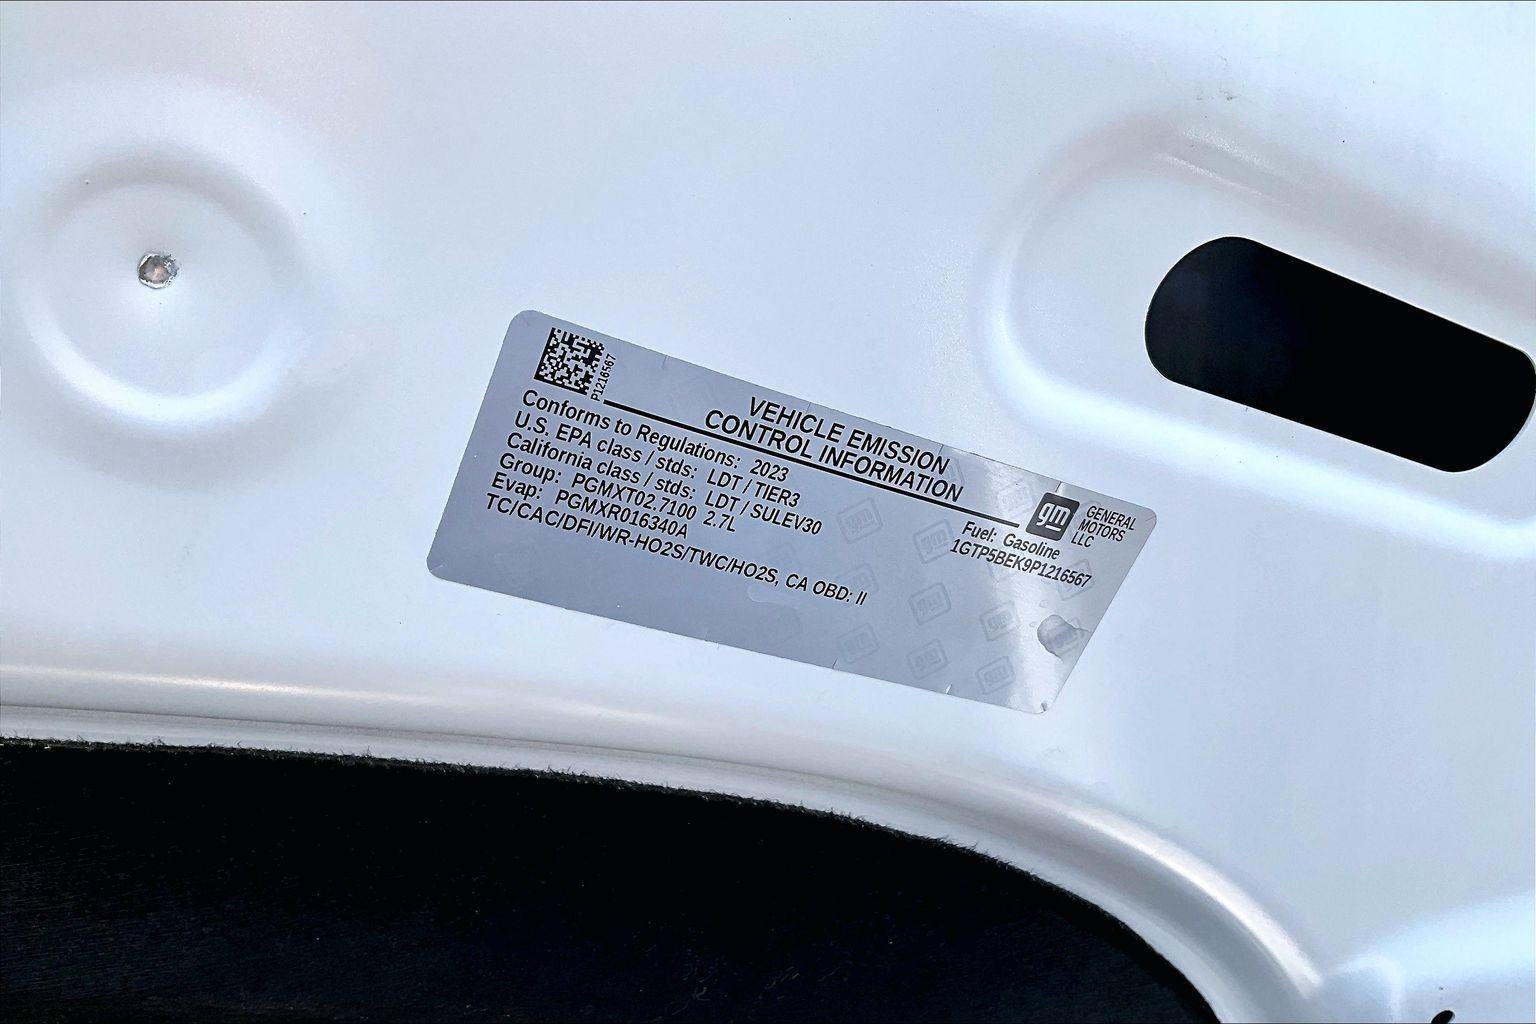 P1216567
VEHICLE EMISSION
CONTROL INFORMATION
gm
GENERAL
MOTORS
LLC
Conforms to Regulations: 2023
U.S. EPA class / stds: LDT / TIER3
California class / stds: LDT / SULEV30
Group: PGMXT02.7100 2.7L
Evap: PGMXR016340A
TC/CAC/DFI/WR-HO2S/TWC/HO2S, CA OBD: II
Fuel: Gasoline
1GTP5BEK9P1216567